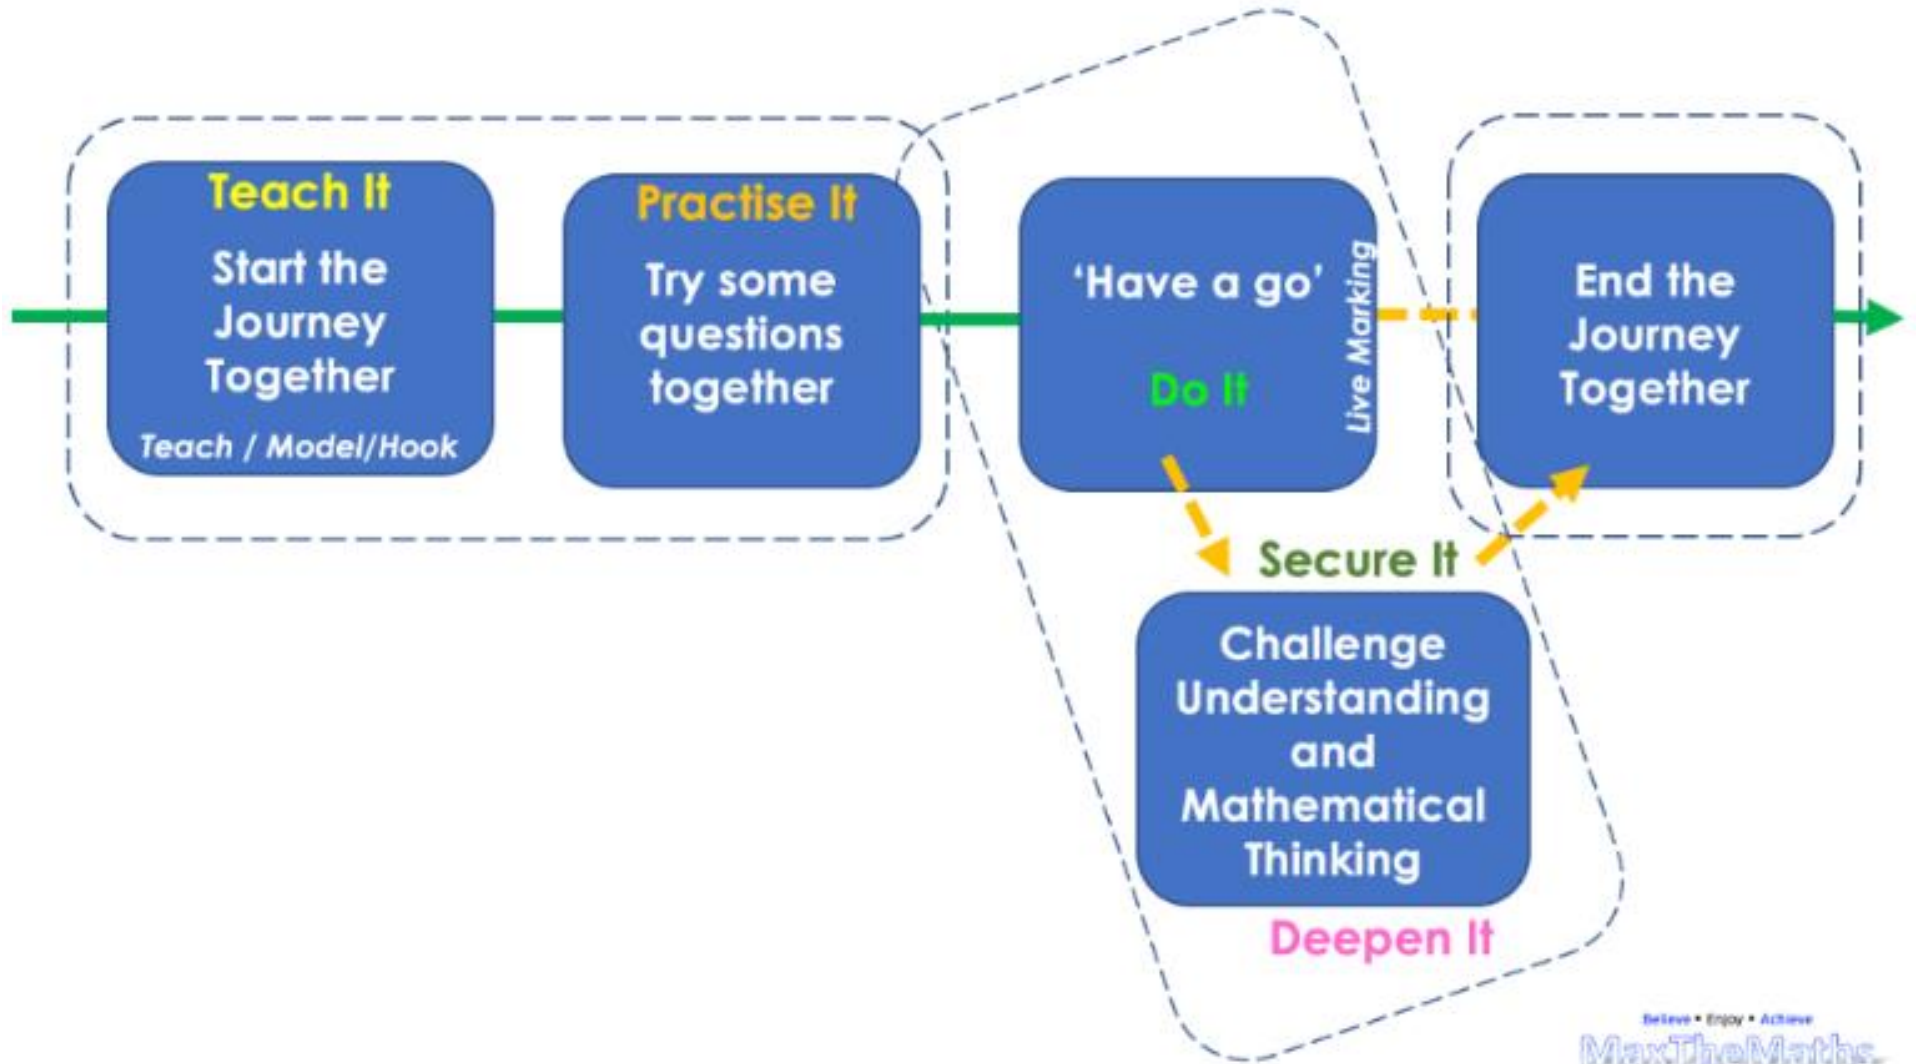 Teach It
Start the
Journey
Together
Teach / Model/Hook
Practise It
Try some
questions
together
‘Have a go’
Do It
Live Marking
End the
Journey
Together
Secure It
Challenge
Understanding
and
Mathematical
Thinking
Deepen It
Believe • Enjoy • Achieve
MaxTheMaths